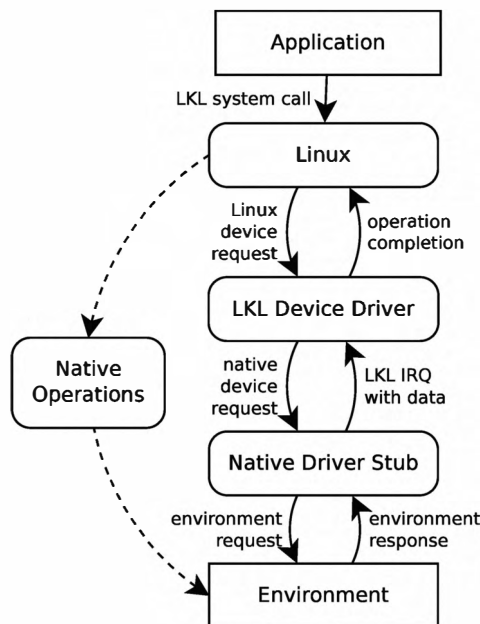 Application
LKL system call
Linux
Linux
device
request
operation
completion
LKL Device Driver
Native
Operations
native
device
request
LKL IRQ
with data
Native Driver Stub
environment
request
environment
response
Environment